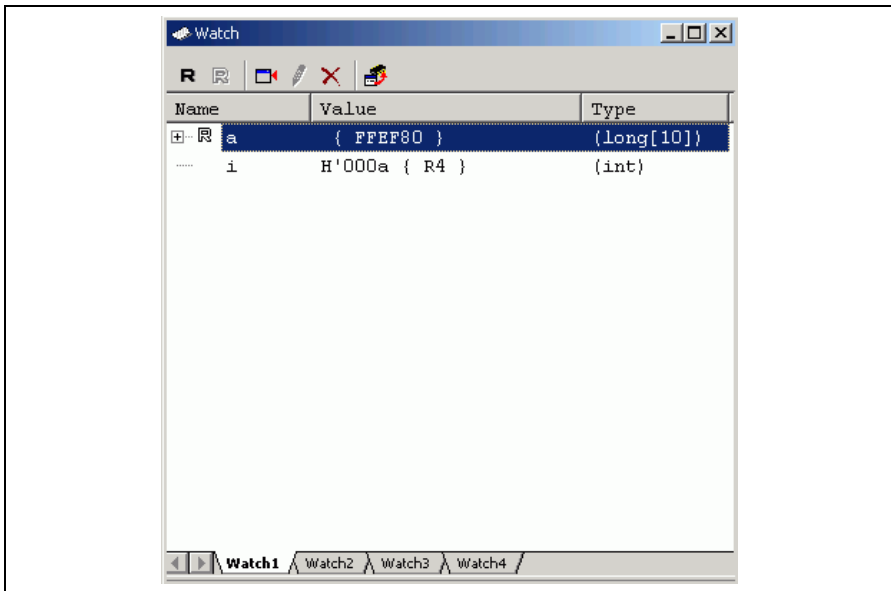 Watch
R R
Name Value Type
R a { FFEF80 } (long[10])
i H'000a { R4 } (int)
Watch1 Watch2 Watch3 Watch4